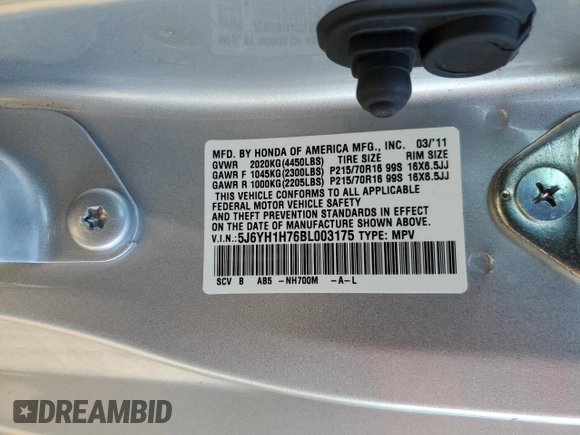 MFD. BY HONDA OF AMERICA MFG., INC. 03/'11
GVWR 2020KG(4450LBS) TIRE SIZE RIM SIZE
GAWR F 1045KG(2300LBS) P215/70R16 99S 16X6.5JJ
GAWR R 1000KG(2205LBS) P215/70R16 99S 16X6.5JJ
THIS VEHICLE CONFORMS TO ALL APPLICABLE
FEDERAL MOTOR VEHICLE SAFETY
STANDARDS IN EFFECT
ON THE DATE OF
MANUFACTURE SHOWN ABOVE.
V.I.N.: 5J6YH1H76BL003175 TYPE: MPV
SCV B AB5 -NH700M -A-L
DREAMBID